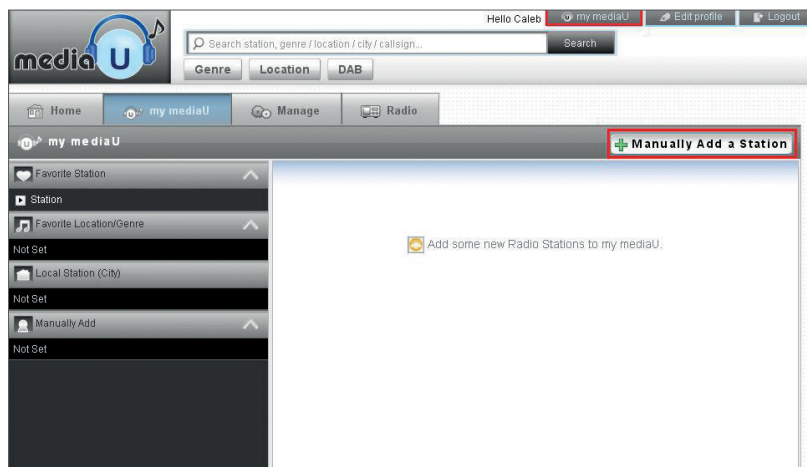 Hello Caleb my mediaU Edit profile Logout
media U
Search station, genre / location / city / callsign... Search
Genre Location DAB
Home my mediaU Manage Radio
my mediaU
Manually Add a Station
Favorite Station
Station
Favorite Location/Genre
Not Set
Local Station (City)
Not Set
Manually Add
Not Set
Add some new Radio Stations to my mediaU.